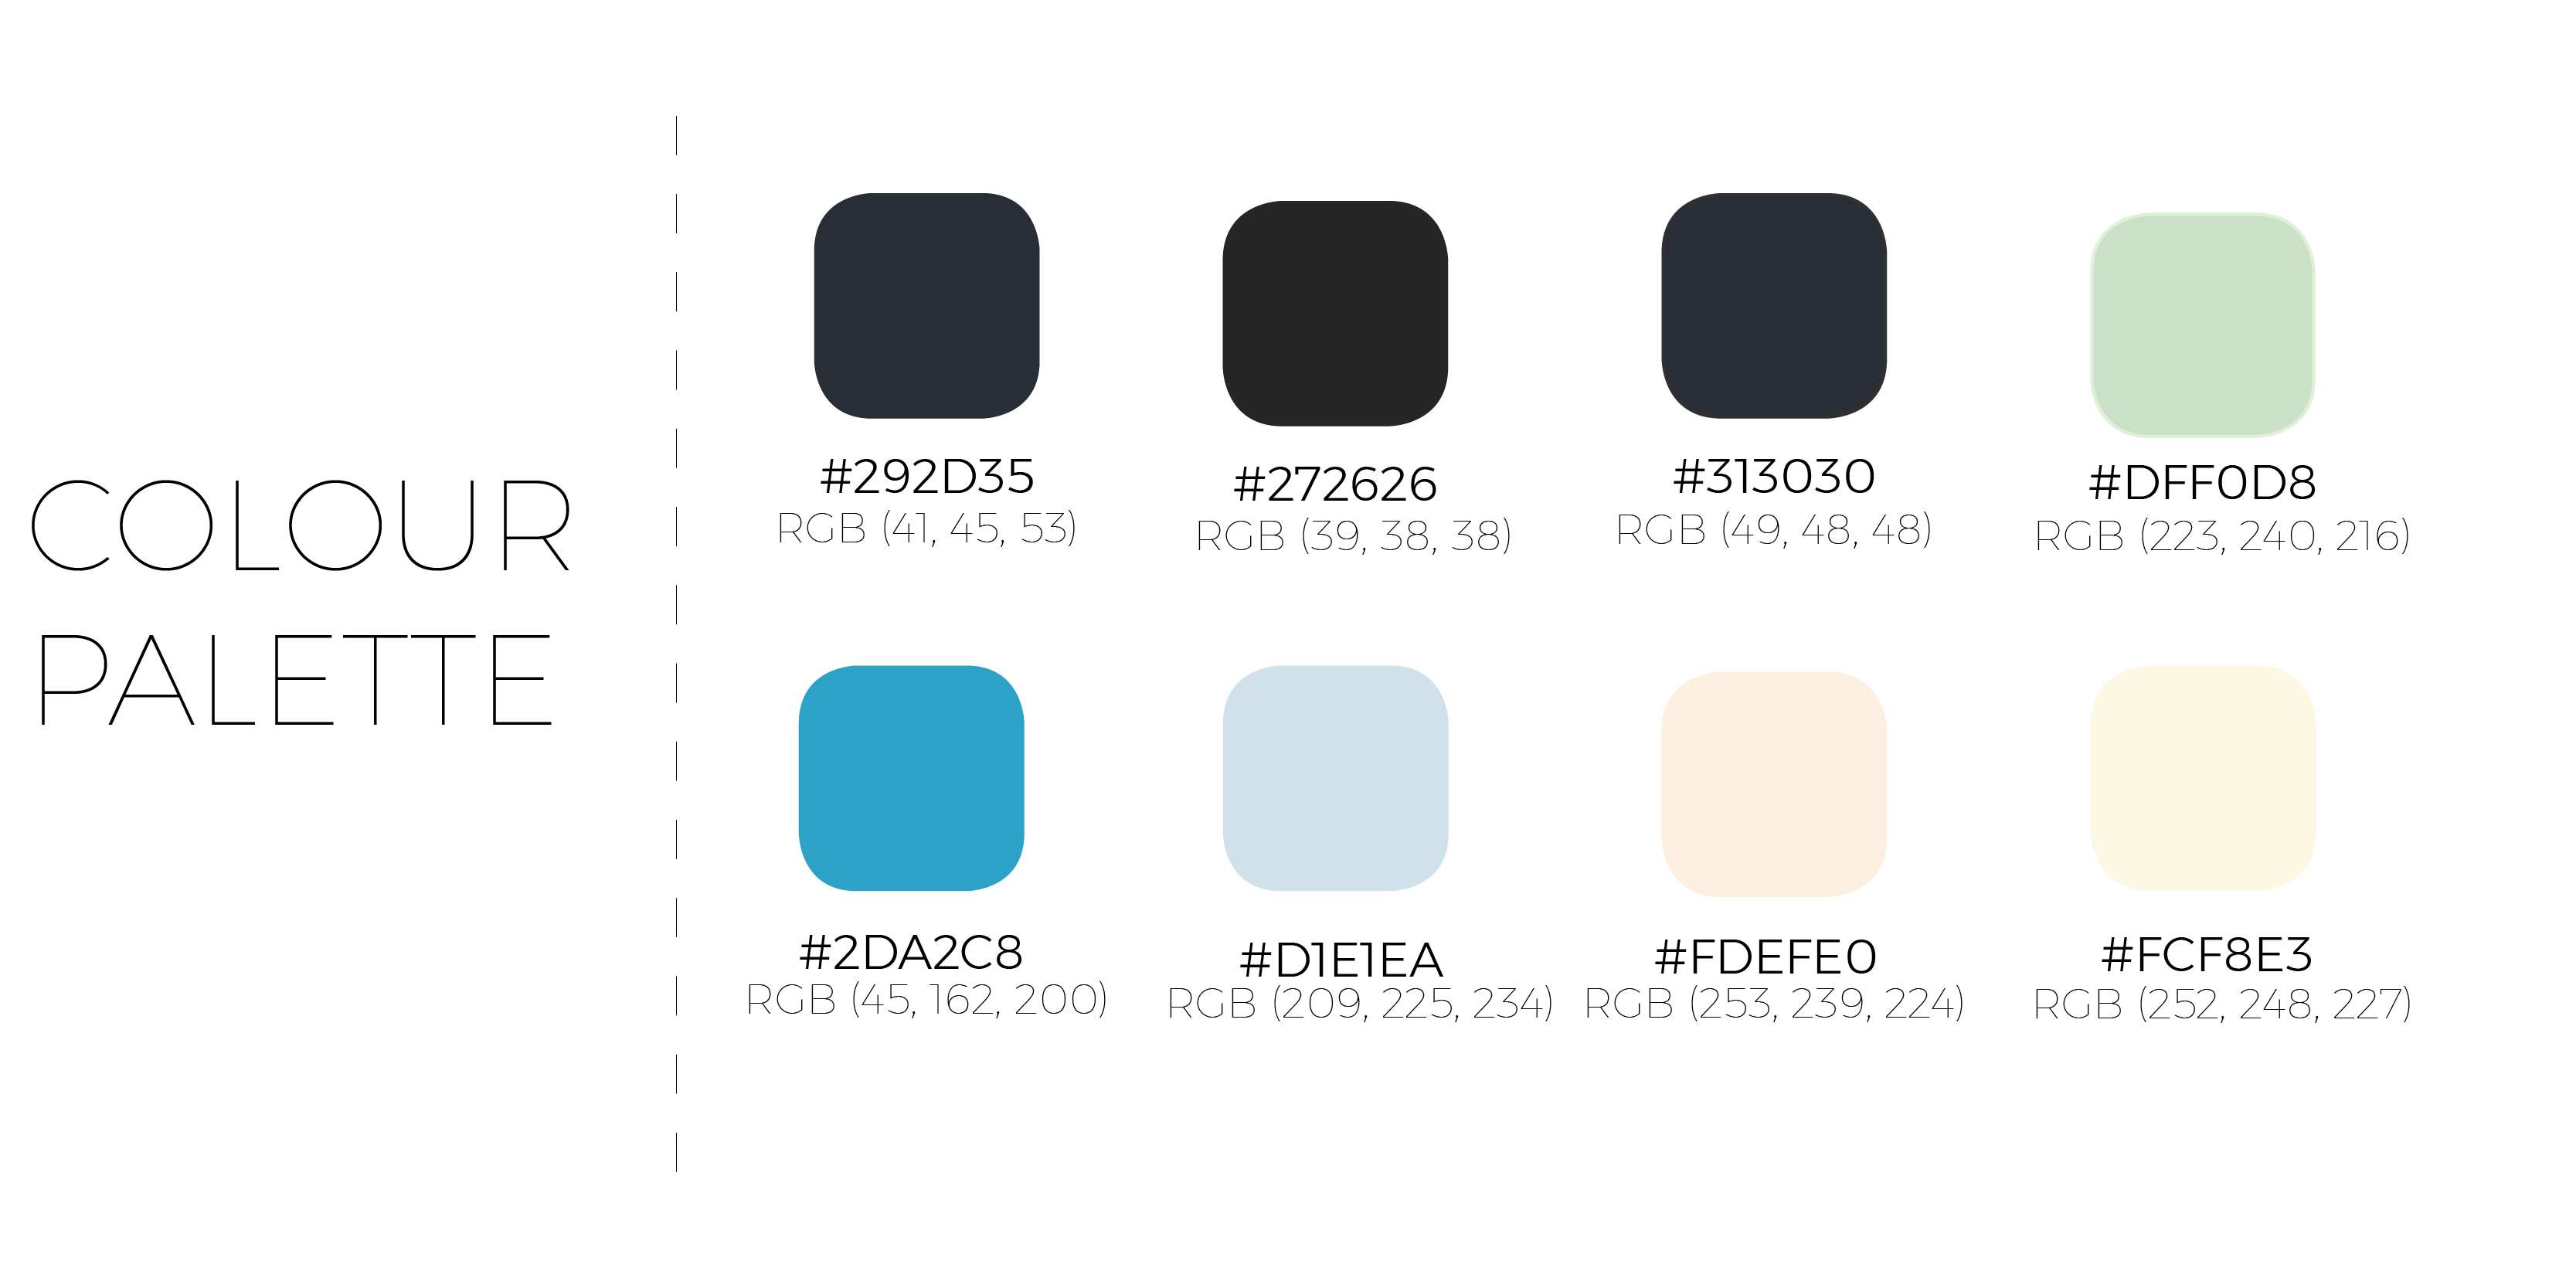 COLOUR
PALETTE
#292D35
RGB (41, 45, 53)
#272626
RGB (39, 38, 38)
#313030
RGB (49, 48, 48)
#DFF0D8
RGB (223, 240, 216)
#2DA2C8
RGB (45, 162, 200)
#D1E1EA
RGB (209, 225, 234)
#FDEFE0
RGB (253, 239, 224)
#FCF8E3
RGB (252, 248, 227)